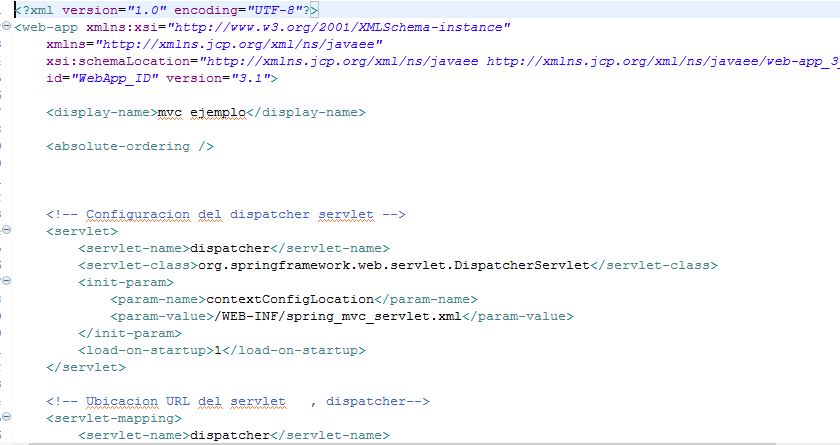 <?xml version="1.0" encoding="UTF-8"?>
<web-app xmlns:xsi="http://www.w3.org/2001/XMLSchema-instance"
xmlns="http://xmlns.jcp.org/xml/ns/javaee"
xsi:schemaLocation="http://xmlns.jcp.org/xml/ns/javaee http://xmlns.jcp.org/xml/ns/javaee/web-app_3_
id="WebApp_ID" version="3.1">
<display-name>mvc ejemplo</display-name>
<absolute-ordering />
<!-- Configuracion del dispatcher servlet -->
<servlet>
<servlet-name>dispatcher</servlet-name>
<servlet-class>org.springframework.web.servlet.DispatcherServlet</servlet-class>
<init-param>
<param-name>contextConfigLocation</param-name>
<param-value>/WEB-INF/spring_mvc_servlet.xml</param-value>
</init-param>
<load-on-startup>1</load-on-startup>
</servlet>
<!-- Ubicacion URL del servlet , dispatcher-->
<servlet-mapping>
<servlet-name>dispatcher</servlet-name>